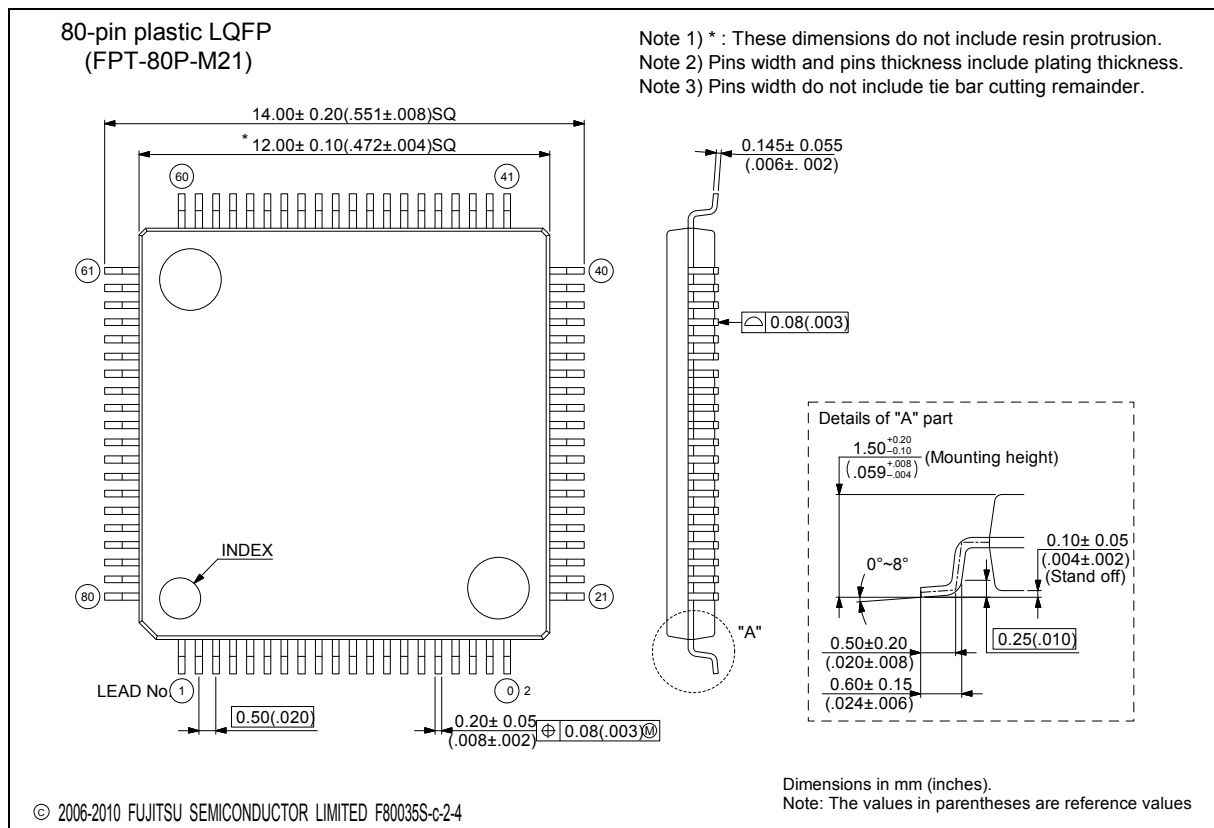 80-pin plastic LQFP
(FPT-80P-M21)
Note 1) * : These dimensions do not include resin protrusion.
Note 2) Pins width and pins thickness include plating thickness.
Note 3) Pins width do not include tie bar cutting remainder.
14.00± 0.20(.551±.008)SQ
* 12.00± 0.10(.472±.004)SQ
0.145± 0.055
(.006±. 002)
60
41
61
40
0.08(.003)
Details of "A" part
1.50 +0.20 –0.10
(.059 +.008 –.004)
(Mounting height)
INDEX
0°~8°
0.10± 0.05
(.004±.002)
(Stand off)
80
21
"A"
0.25(.010)
0.50±0.20
(.020±.008)
0.60± 0.15
(.024±.006)
LEAD No.
1
0 2
0.50(.020)
0.20± 0.05
(.008±.002)
⌖ 0.08(.003)Ⓜ
Dimensions in mm (inches).
Note: The values in parentheses are reference values
© 2006-2010 FUJITSU SEMICONDUCTOR LIMITED F80035S-c-2-4